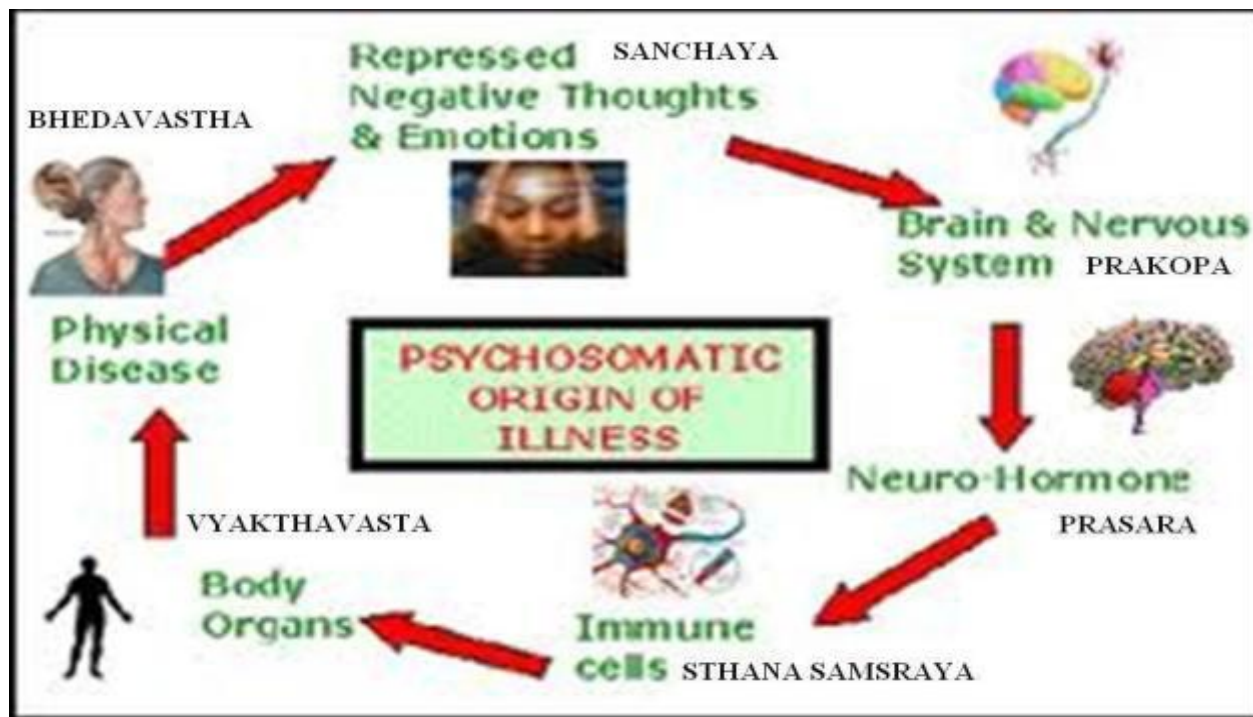 SANCHAYA
Repressed
Negative Thoughts
& Emotions
BHEDAVASTHA
Brain & Nervous
System
PRAKOPA
Physical
Disease
PSYCHOSOMATIC
ORIGIN OF
ILLNESS
Neuro-Hormone
PRASARA
VYAKTHAVASTA
Body
Organs
Immune
cells
STHANA SAMSRAYA